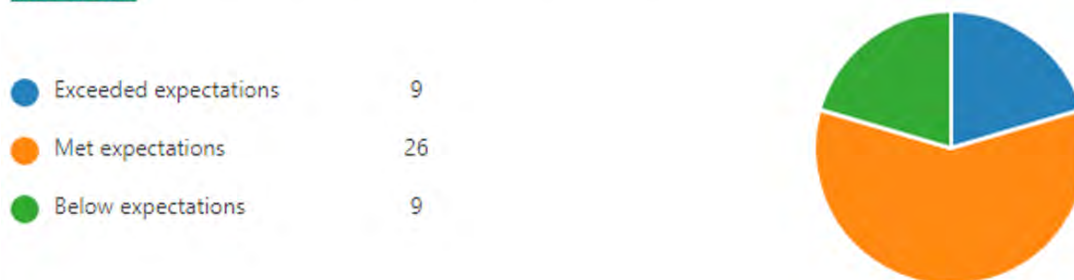 Exceeded expectations 9
Met expectations 26
Below expectations 9